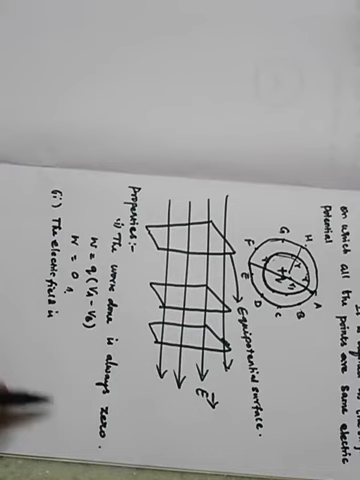 on which all the points are same electric
potential
A
B
C
D
E
F
G
H
Equipotential surface.
E
Properties:-
i) The work done is always zero.
W = q (VA - VB)
W = 0
(ii) The electric field is